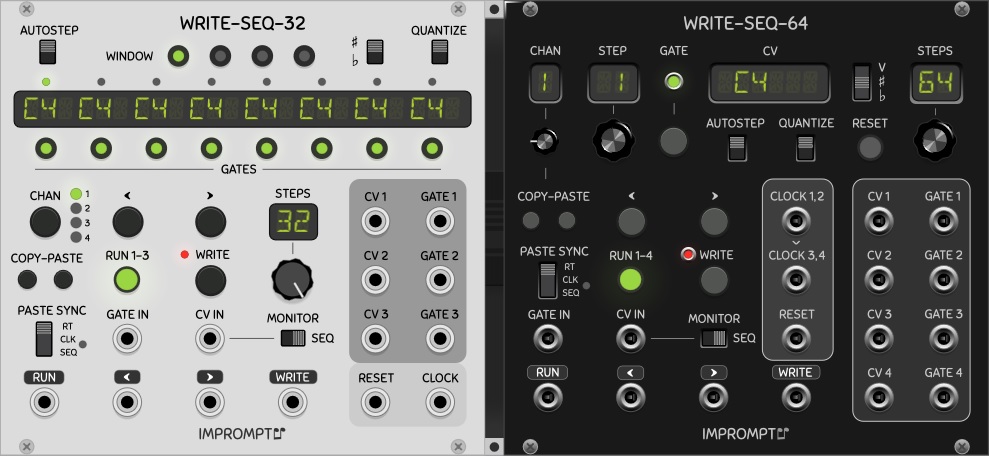 WRITE-SEQ-32
AUTOSTEP
WINDOW
♯
♭
QUANTIZE
C4 C4 C4 C4 C4 C4 C4 C4
GATES
CHAN
1
2
3
4
<
>
STEPS
32
CV 1
GATE 1
COPY-PASTE
RUN 1-3
WRITE
CV 2
GATE 2
PASTE SYNC
RT
CLK
SEQ
GATE IN
CV IN
MONITOR
SEQ
CV 3
GATE 3
RUN
<
>
WRITE
RESET
CLOCK
IMPROMPTU
WRITE-SEQ-64
CHAN
STEP
GATE
CV
STEPS
1
1
C4
V
♯
♭
64
AUTOSTEP
QUANTIZE
RESET
COPY-PASTE
<
>
CLOCK 1,2
CV 1
GATE 1
PASTE SYNC
RT
CLK
SEQ
RUN 1-4
WRITE
CLOCK 3,4
CV 2
GATE 2
GATE IN
CV IN
MONITOR
SEQ
RESET
CV 3
GATE 3
RUN
<
>
WRITE
CV 4
GATE 4
IMPROMPTU